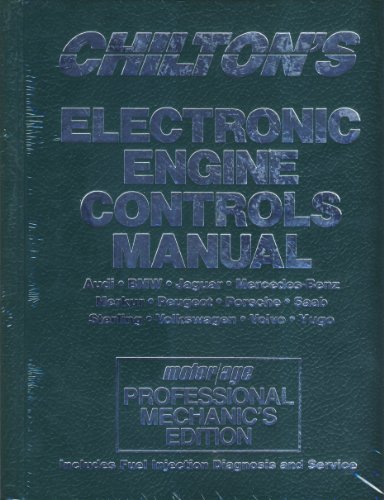 CHILTON'S
ELECTRONIC
ENGINE
CONTROLS
MANUAL
Audi • BMW • Jaguar • Mercedes-Benz
Merkur • Peugeot • Porsche • Saab
Sterling • Volkswagen • Volvo • Yugo
motor/age
PROFESSIONAL
MECHANIC'S
EDITION
Includes Fuel Injection Diagnosis and Service